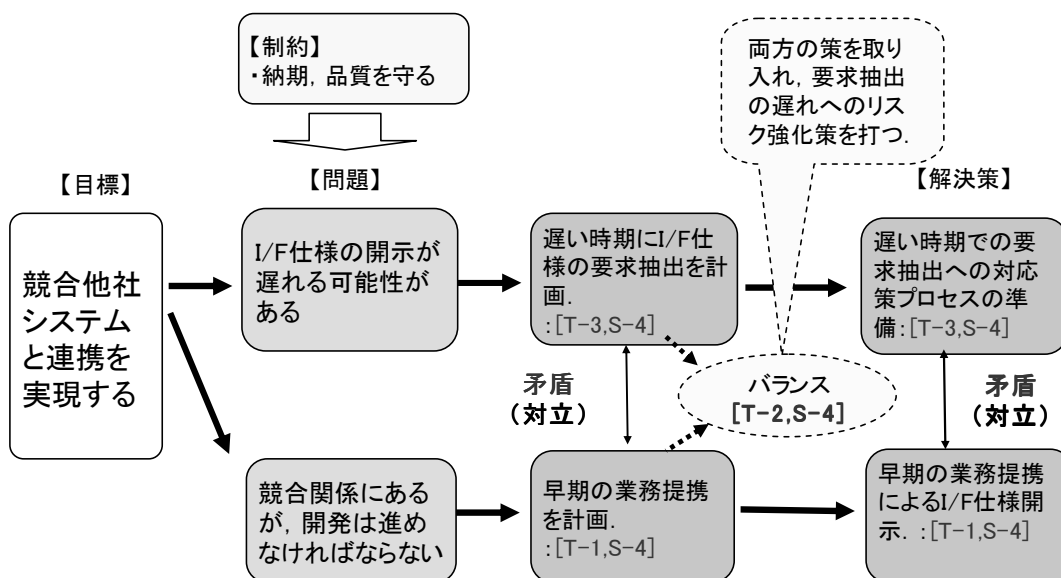 【制約】
・納期，品質を守る
両方の策を取り
入れ，要求抽出
の遅れへのリス
ク強化策を打つ．
【目標】
【問題】
【解決策】
競合他社
システム
と連携を
実現する
I/F仕様の開示が
遅れる可能性が
ある
遅い時期にI/F仕
様の要求抽出を計
画．
：[T-3,S-4]
遅い時期での要
求抽出への対応
策プロセスの準
備：[T-3,S-4]
矛盾
（対立）
バランス
[T-2,S-4]
矛盾
（対立）
競合関係にある
が，開発は進め
なければならない
早期の業務提携
を計画．
：[T-1,S-4]
早期の業務提携
によるI/F仕様開
示．：[T-1,S-4]